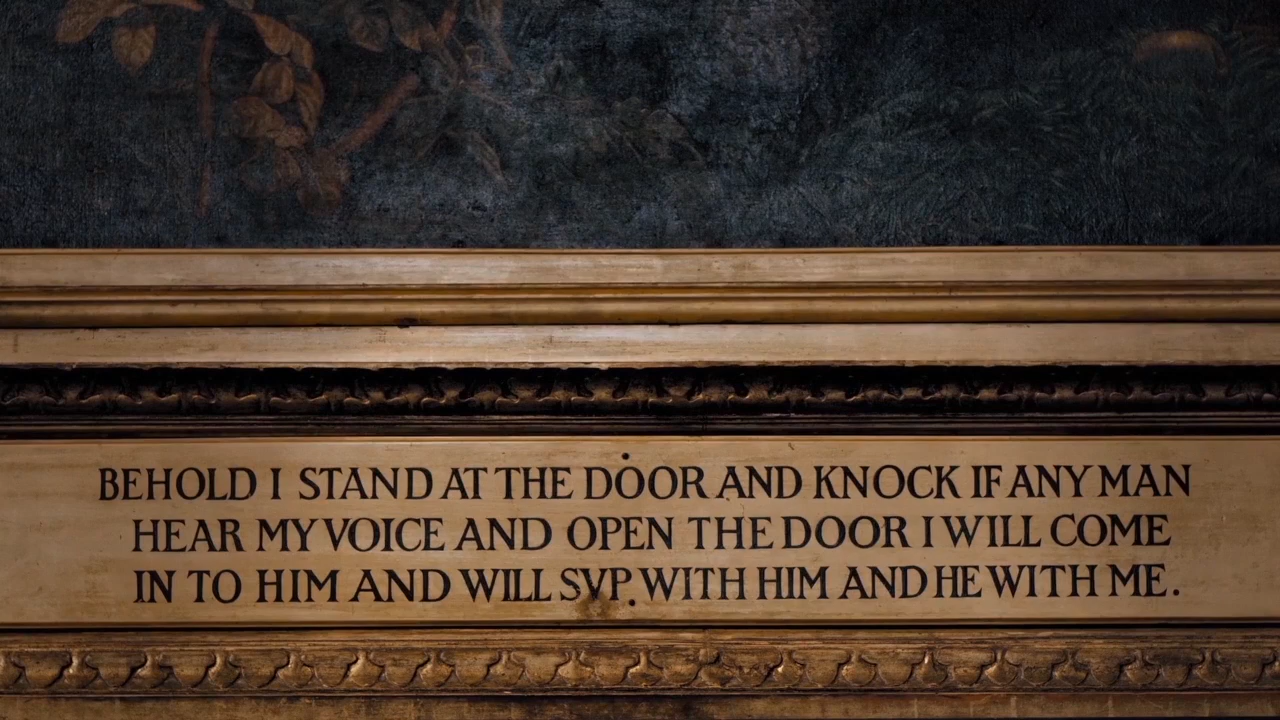 BEHOLD I STAND AT THE DOOR AND KNOCK IF ANY MAN
HEAR MY VOICE AND OPEN THE DOOR I WILL COME
IN TO HIM AND WILL SVP WITH HIM AND HE WITH ME.